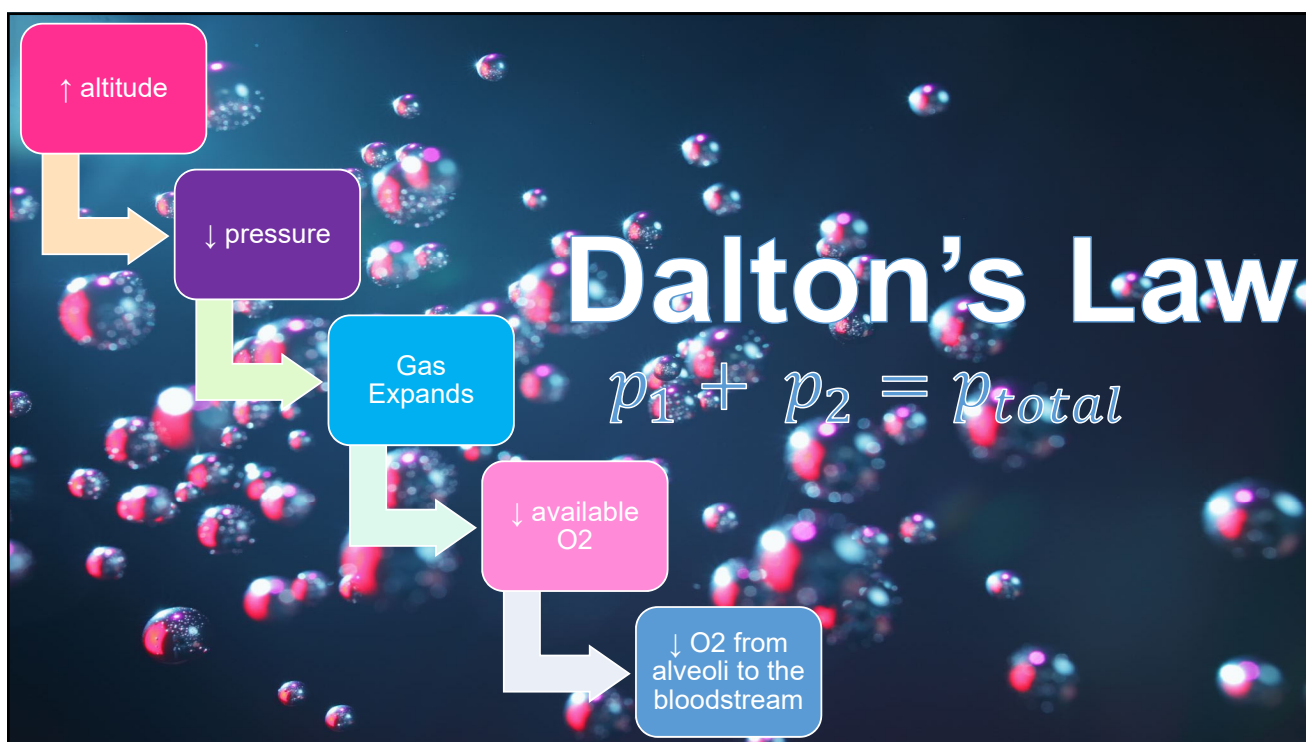 ↑ altitude
↓ pressure
Gas
Expands
↓ available
O2
↓ O2 from
alveoli to the
bloodstream
Dalton’s Law
𝑝₁ + 𝑝₂ = 𝑝ₜₒₜₐₗ